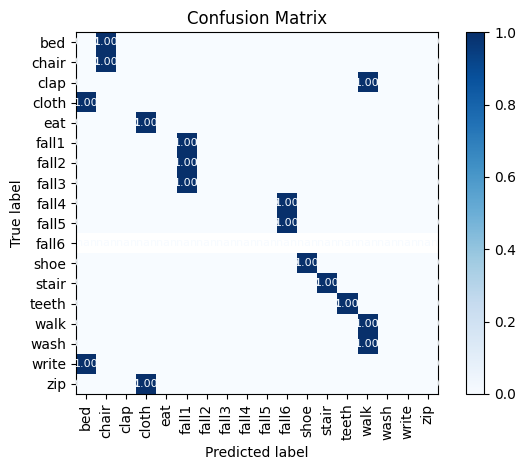 Confusion Matrix
bed 1.00
chair 1.00
clap 1.00
cloth 1.00
eat 1.00
fall1 1.00
fall2 1.00
fall3 1.00
fall4 1.00
fall5 1.00
fall6
shoe 1.00
stair 1.00
teeth 1.00
walk 1.00
wash 1.00
write 1.00
zip 1.00
True label
bed chair clap cloth eat fall1 fall2 fall3 fall4 fall5 fall6 shoe stair teeth walk wash write zip
Predicted label
1.0
0.8
0.6
0.4
0.2
0.0